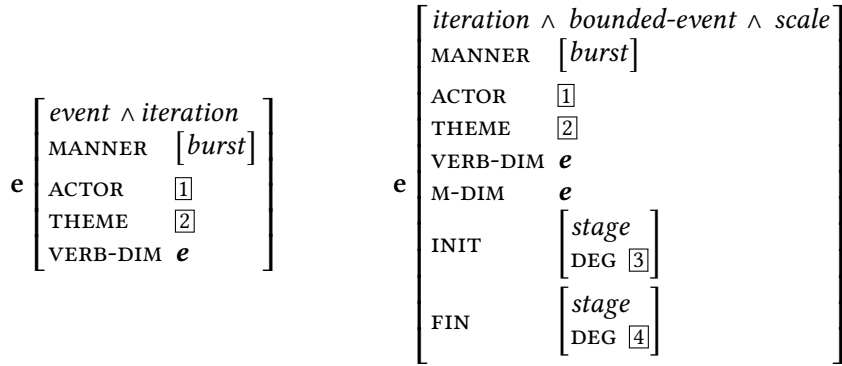 e
event ∧ iteration
MANNER [burst]
ACTOR 1
THEME 2
VERB-DIM e
e
iteration ∧ bounded-event ∧ scale
MANNER [burst]
ACTOR 1
THEME 2
VERB-DIM e
M-DIM e
INIT [stage
DEG 3]
FIN [stage
DEG 4]